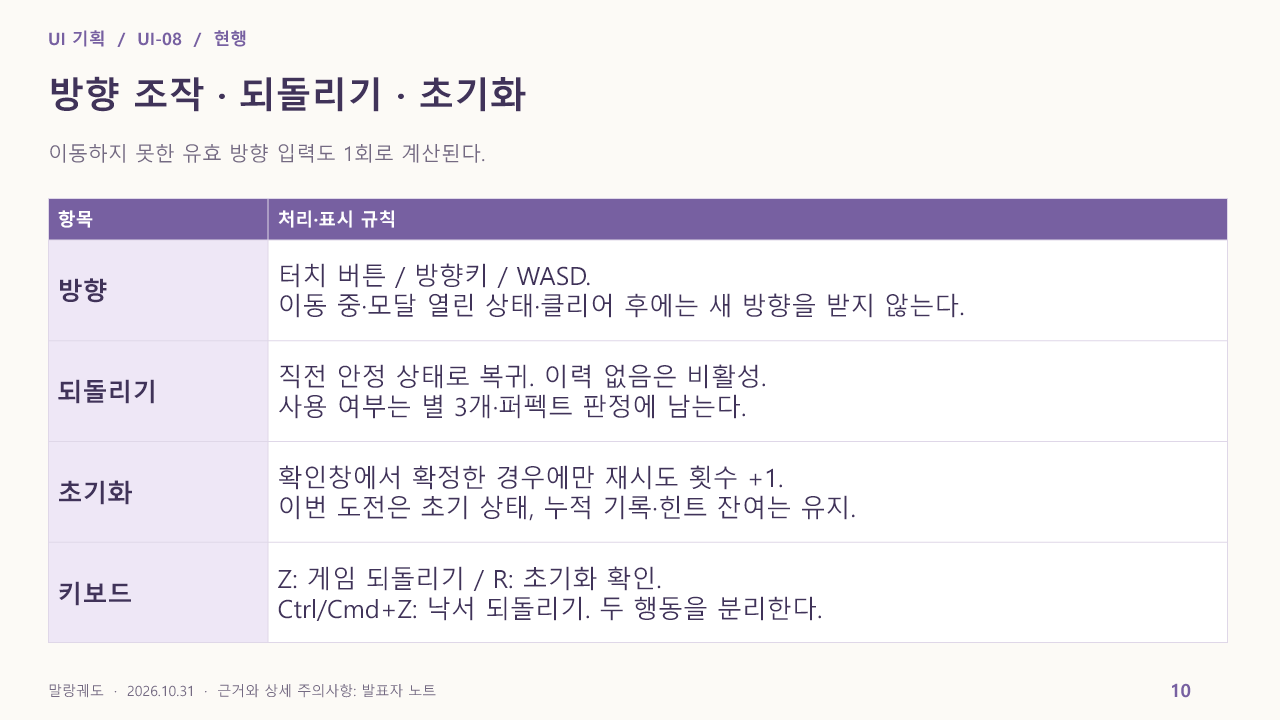 UI 기획 / UI-08 / 현행
방향 조작 · 되돌리기 · 초기화
이동하지 못한 유효 방향 입력도 1회로 계산된다.
항목
처리·표시 규칙
방향
터치 버튼 / 방향키 / WASD.
이동 중·모달 열린 상태·클리어 후에는 새 방향을 받지 않는다.
되돌리기
직전 안정 상태로 복귀. 이력 없음은 비활성.
사용 여부는 별 3개·퍼펙트 판정에 남는다.
초기화
확인창에서 확정한 경우에만 재시도 횟수 +1.
이번 도전은 초기 상태, 누적 기록·힌트 잔여는 유지.
키보드
Z: 게임 되돌리기 / R: 초기화 확인.
Ctrl/Cmd+Z: 낙서 되돌리기. 두 행동을 분리한다.
말랑궤도 · 2026.10.31 · 근거와 상세 주의사항: 발표자 노트
10